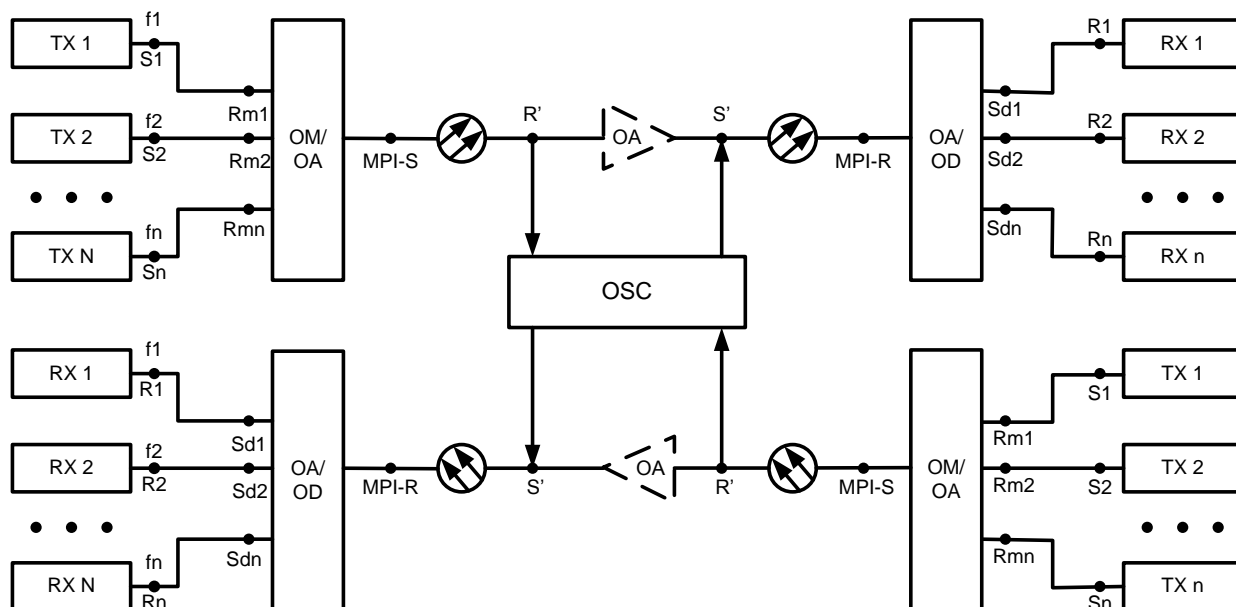 TX 1
f1
S1
Rm1
TX 2
f2
S2
Rm2
TX N
fn
Sn
Rmn
OM/
OA
MPI-S
R’
OA
S’
MPI-R
OA/
OD
Sd1
R1
RX 1
Sd2
R2
RX 2
Sdn
Rn
RX n
OSC
RX 1
f1
R1
Sd1
RX 2
f2
R2
Sd2
RX N
fn
Rn
Sdn
OA/
OD
MPI-R
S’
OA
R’
MPI-S
OM/
OA
Rm1
S1
TX 1
Rm2
S2
TX 2
Rmn
Sn
TX n